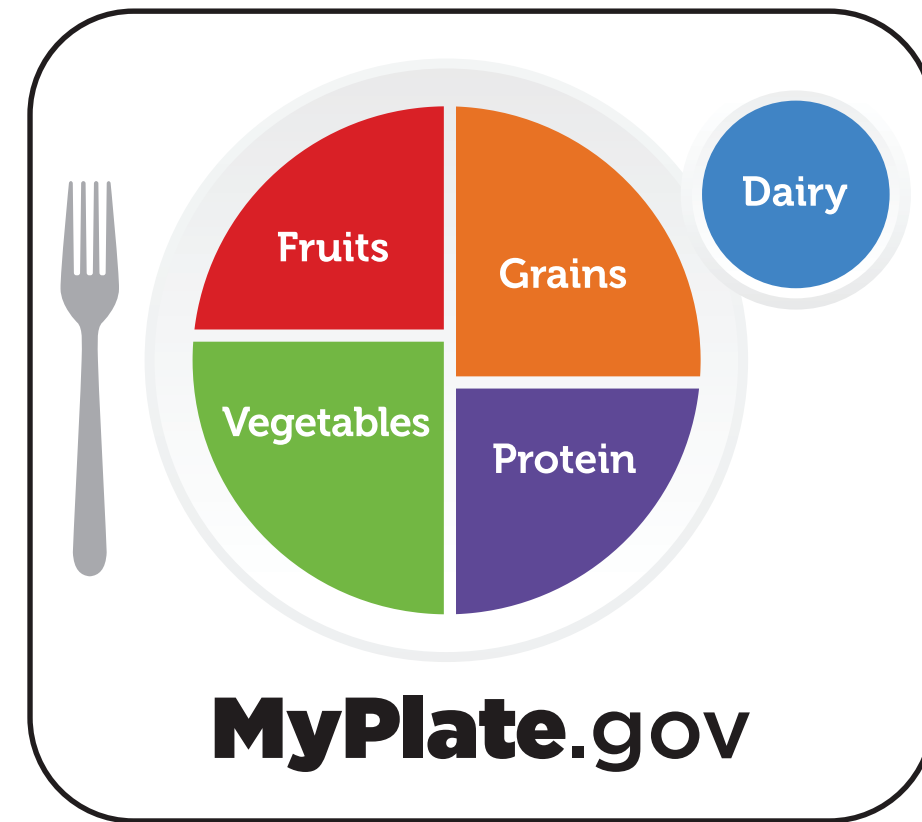 Fruits
Grains
Dairy
Vegetables
Protein
MyPlate.gov